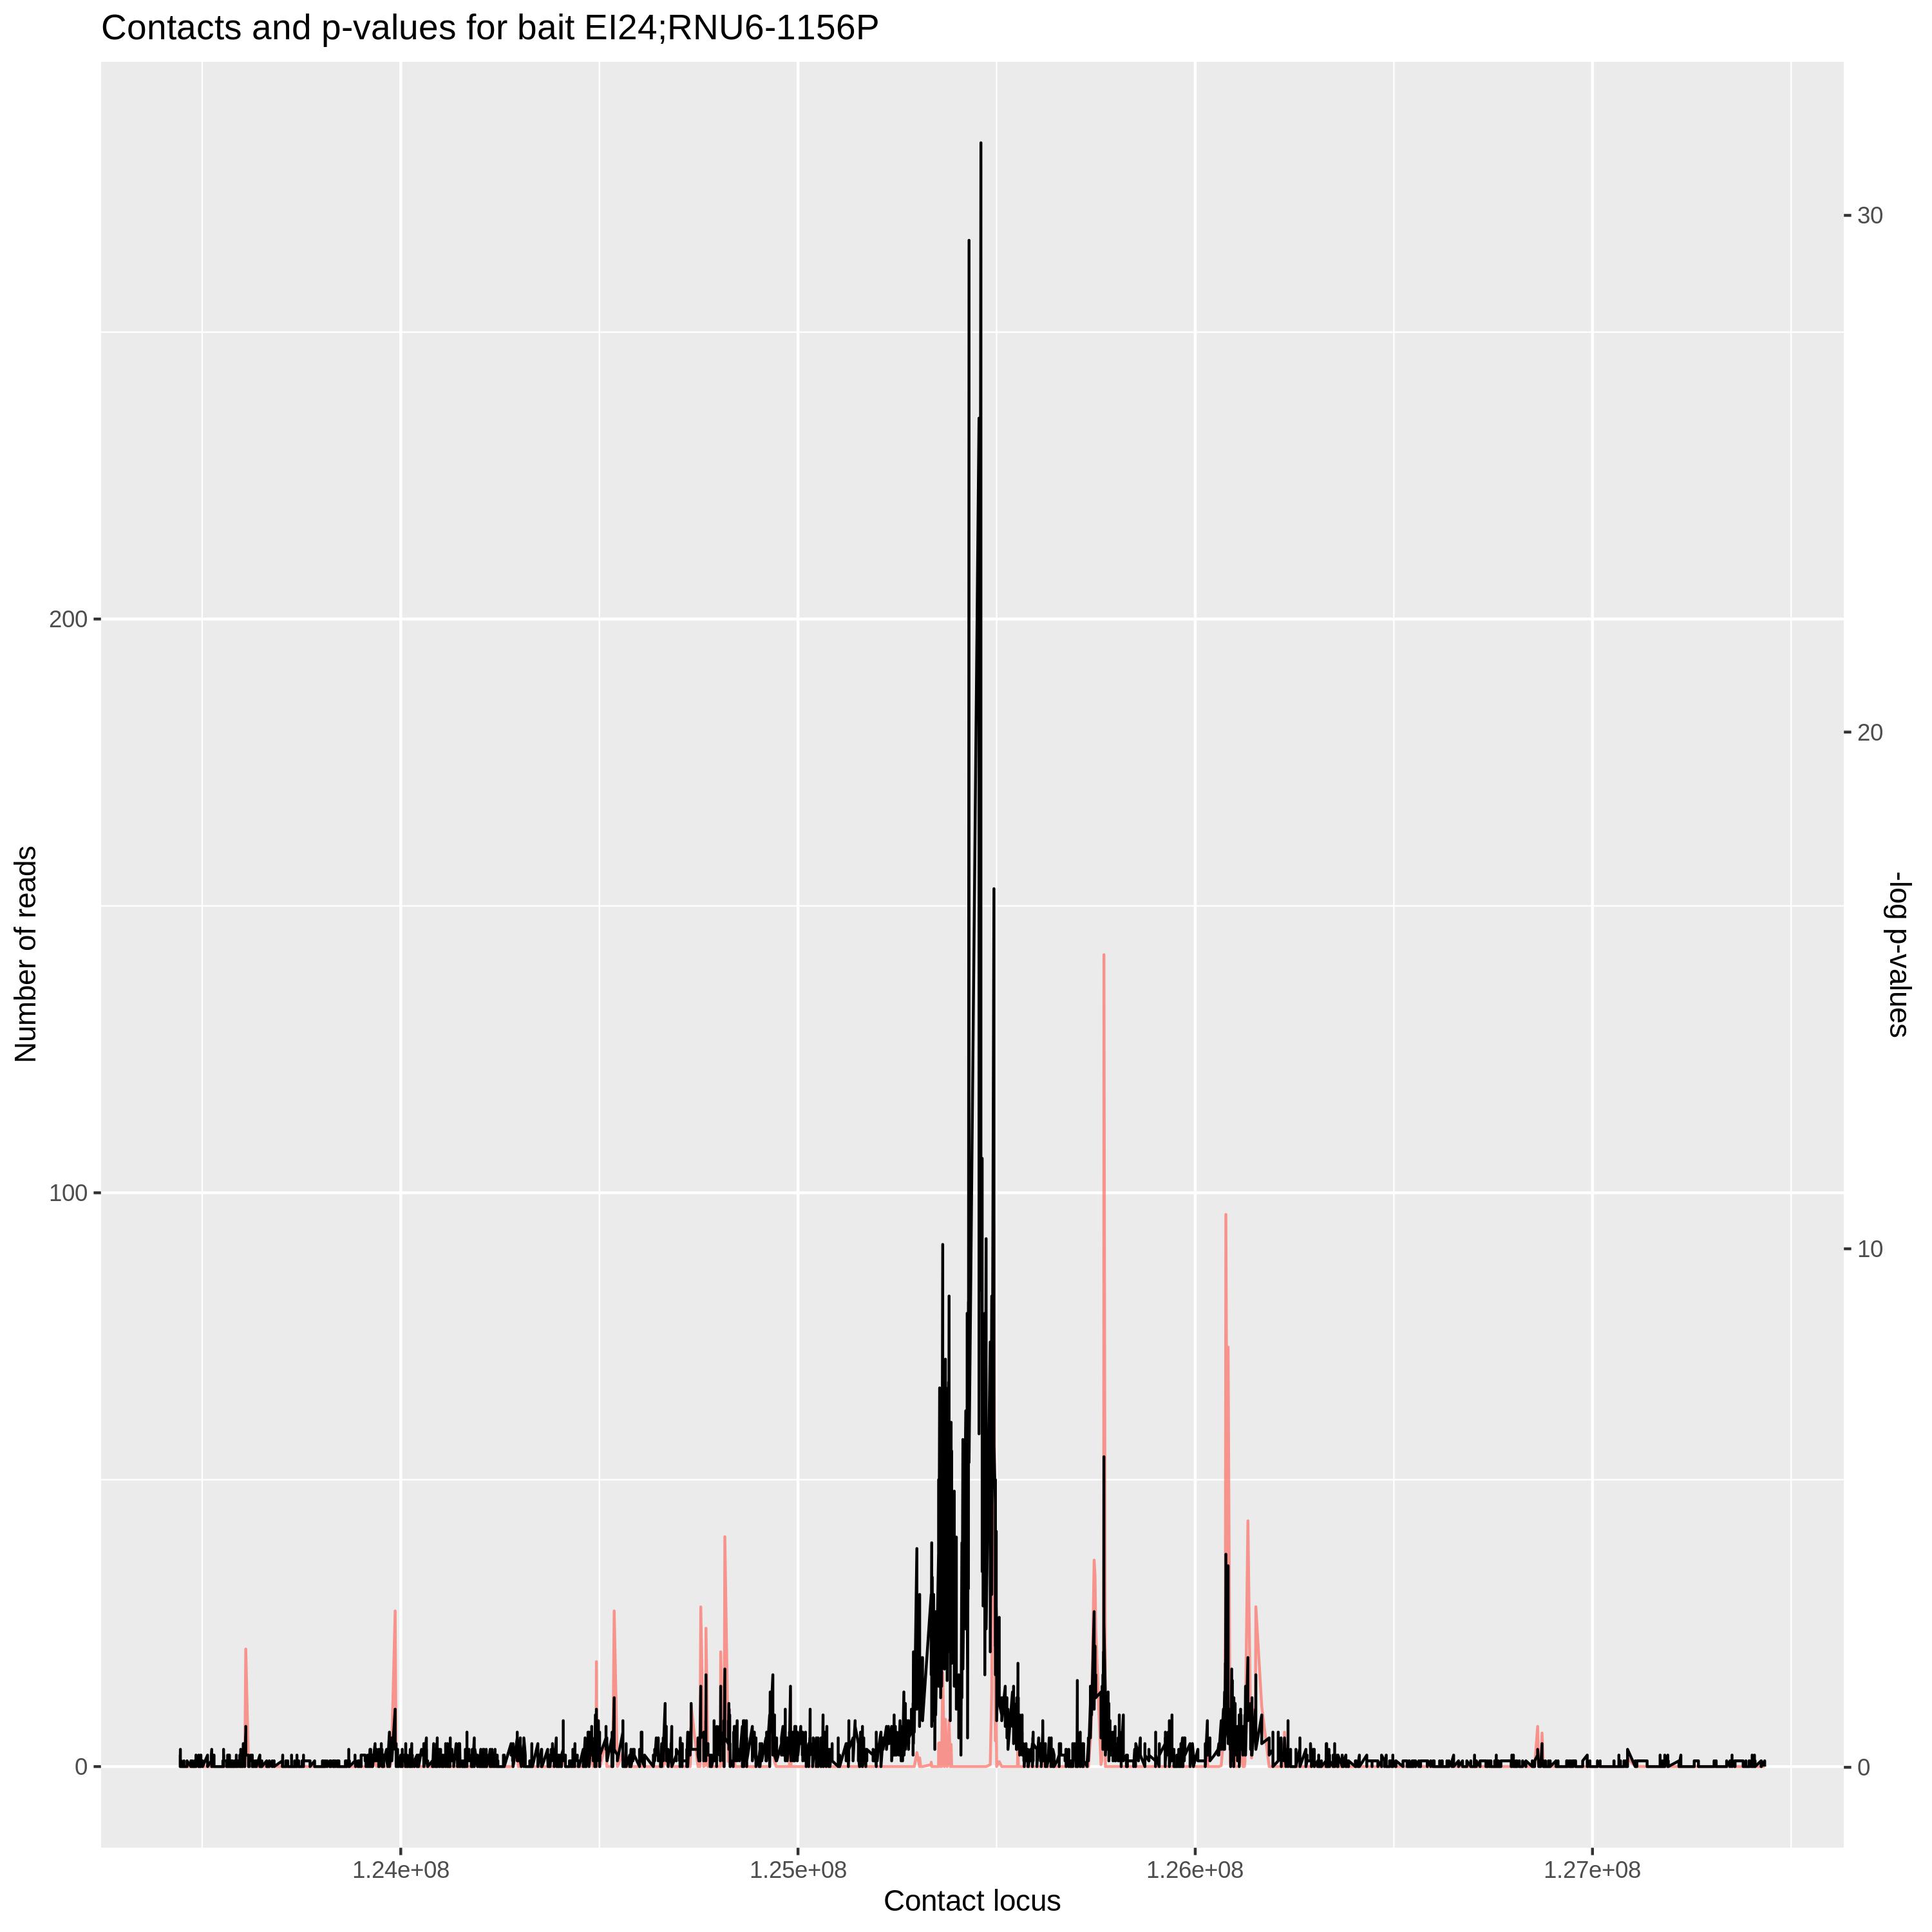 Contacts and p-values for bait EI24;RNU6-1156P
Number of reads
200
100
0
30
20
10
0
-log p-values
1.24e+08
1.25e+08
1.26e+08
1.27e+08
Contact locus